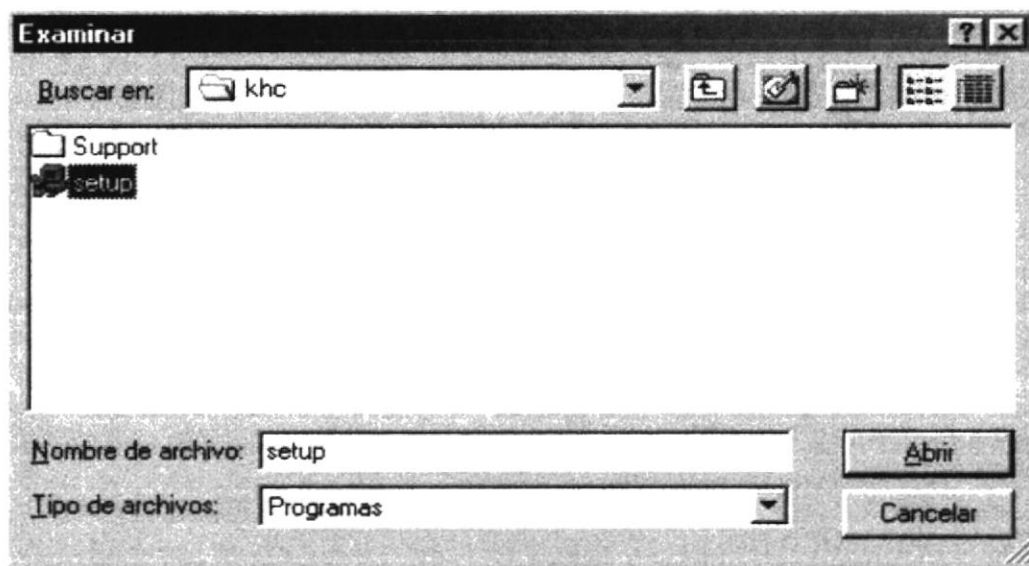 Examinar
Buscar en: khc
Support
setup
Nombre de archivo: setup
Abrir
Tipo de archivos: Programas
Cancelar